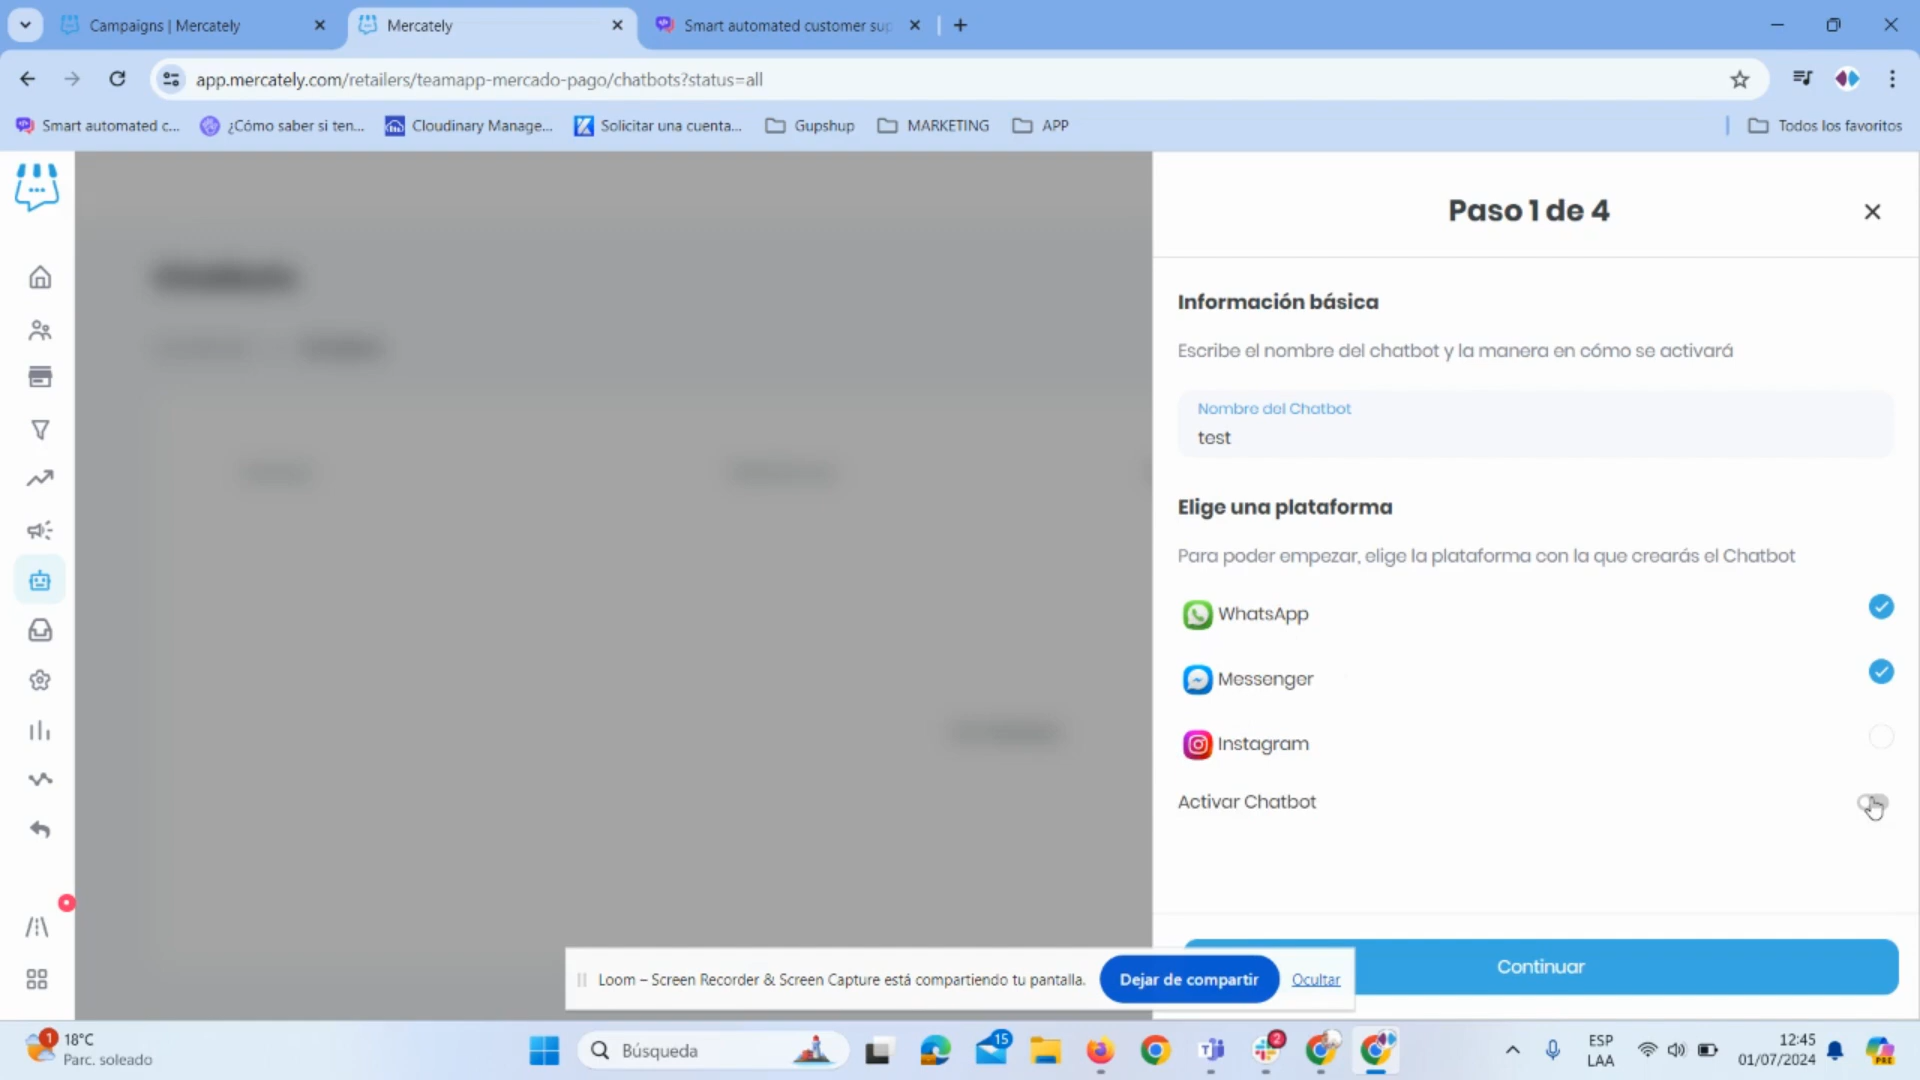 Campaigns | Mercately
Mercately
Smart automated customer sup
app.mercately.com/retailers/teamapp-mercado-pago/chatbots?status=all
Smart automated c...
¿Cómo saber si ten...
Cloudinary Manage...
Solicitar una cuenta...
Gupshup
MARKETING
APP
Todos los favoritos
Paso 1 de 4
Información básica
Escribe el nombre del chatbot y la manera en cómo se activará
Nombre del Chatbot
test
Elige una plataforma
Para poder empezar, elige la plataforma con la que crearás el Chatbot
WhatsApp
Messenger
Instagram
Activar Chatbot
Continuar
Loom – Screen Recorder & Screen Capture está compartiendo tu pantalla.
Dejar de compartir
Ocultar
1
18°C
Parc. soleado
Búsqueda
15
2
ESP
LAA
12:45
01/07/2024
PRE